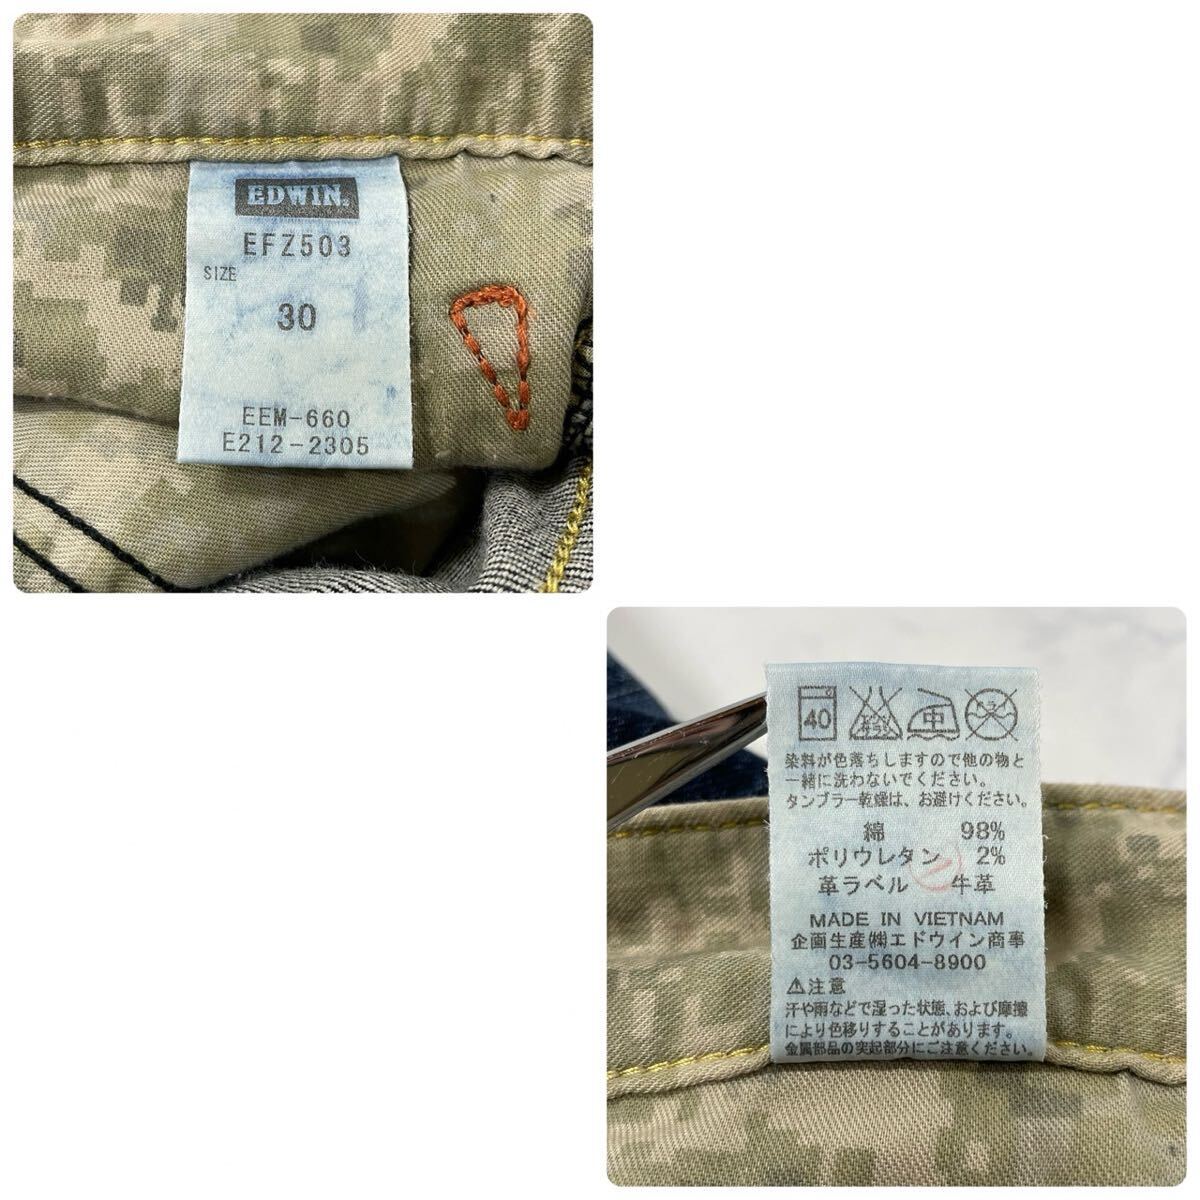 EDWIN.
EFZ503
SIZE
30
EEM-660
E212-2305
40
中
染料が色落ちしますので他の物と
一緒に洗わないでください。
タンブラー乾燥は、お避けください。
綿 98%
ポリウレタン 2%
革ラベル 牛革
MADE IN VIETNAM
企画生産㈱エドウイン商事
03-5604-8900
⚠注意
汗や雨などで湿った状態、および摩擦
により色移りすることがあります。
金属部品の突起部分にご注意ください。